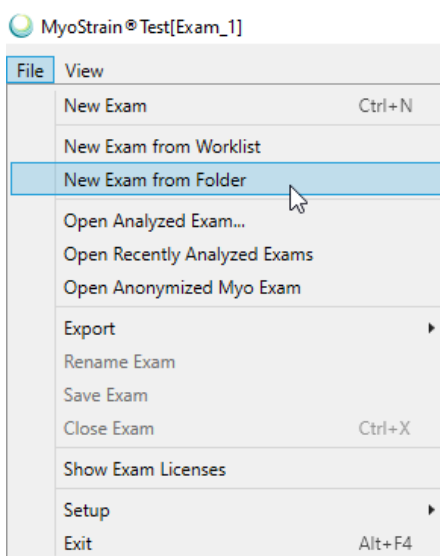 MyoStrain® Test[Exam_1]
File View
New Exam Ctrl+N
New Exam from Worklist
New Exam from Folder
Open Analyzed Exam...
Open Recently Analyzed Exams
Open Anonymized Myo Exam
Export
Rename Exam
Save Exam
Close Exam Ctrl+X
Show Exam Licenses
Setup
Exit Alt+F4